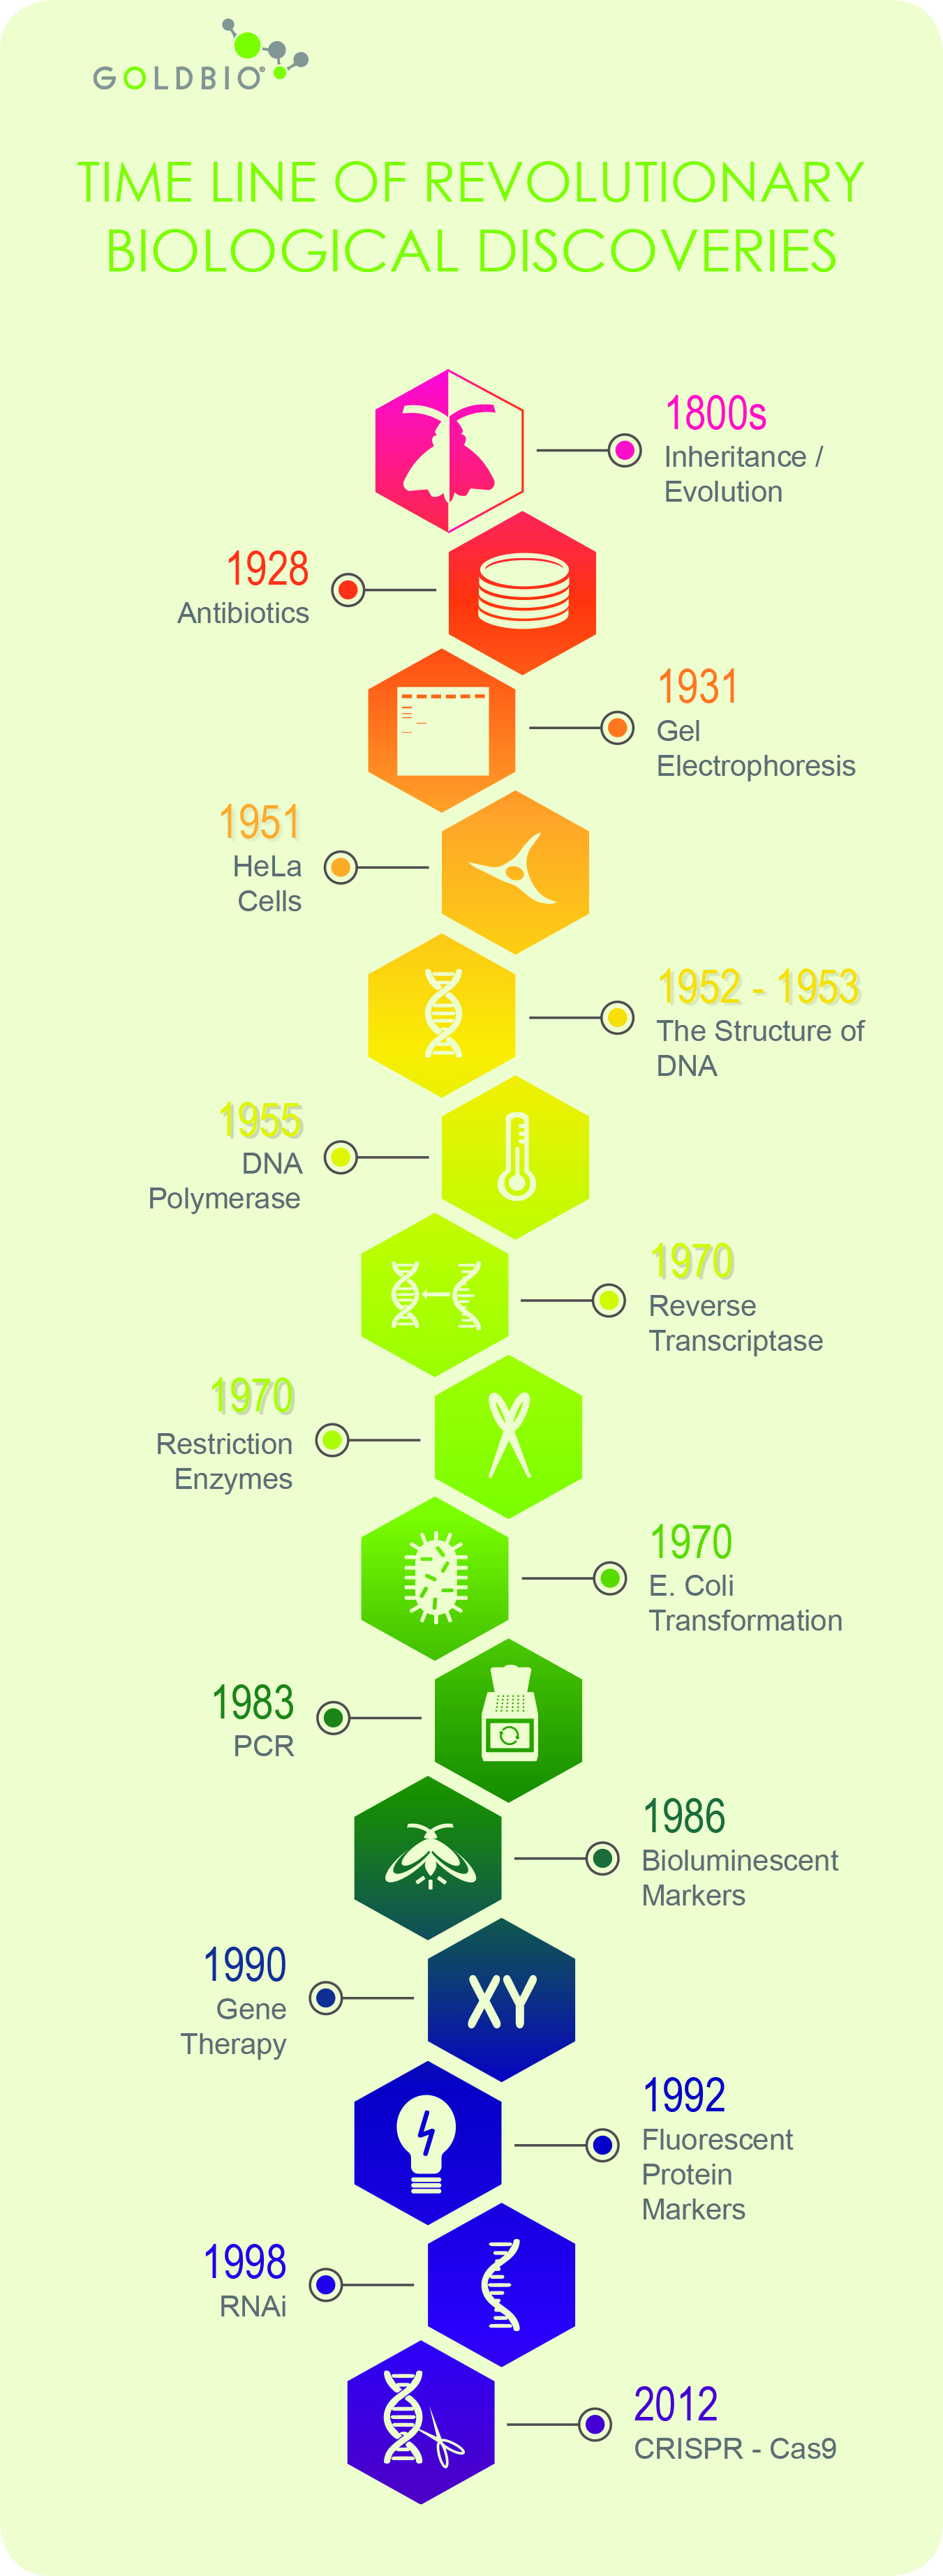 GOLDBIO®
TIME LINE OF REVOLUTIONARY
BIOLOGICAL DISCOVERIES
1800s
Inheritance /
Evolution
1928
Antibiotics
1931
Gel
Electrophoresis
1951
HeLa
Cells
1952 - 1953
The Structure of
DNA
1955
DNA
Polymerase
1970
Reverse
Transcriptase
1970
Restriction
Enzymes
1970
E. Coli
Transformation
1983
PCR
1986
Bioluminescent
Markers
1990
Gene
Therapy
XY
1992
Fluorescent
Protein
Markers
1998
RNAi
2012
CRISPR - Cas9